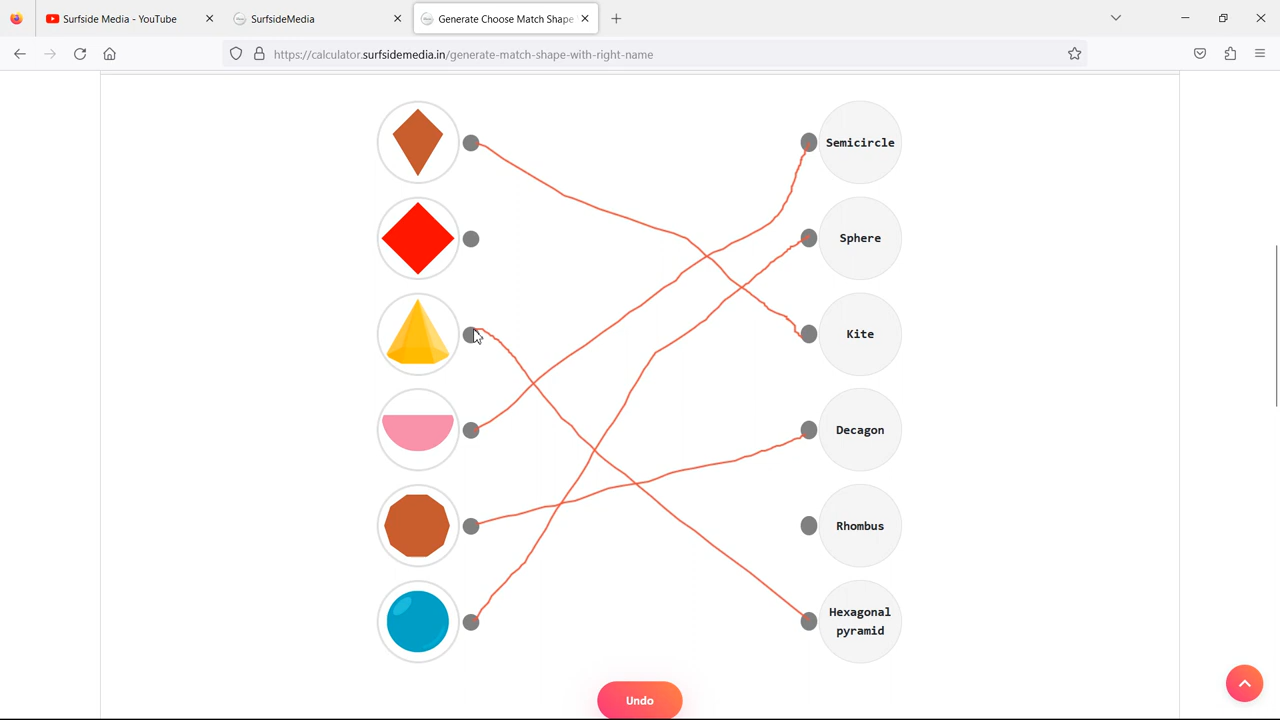 Surfside Media - YouTube
SurfsideMedia
Generate Choose Match Shape
https://calculator.surfsidemedia.in/generate-match-shape-with-right-name
Semicircle
Sphere
Kite
Decagon
Rhombus
Hexagonal
pyramid
Undo